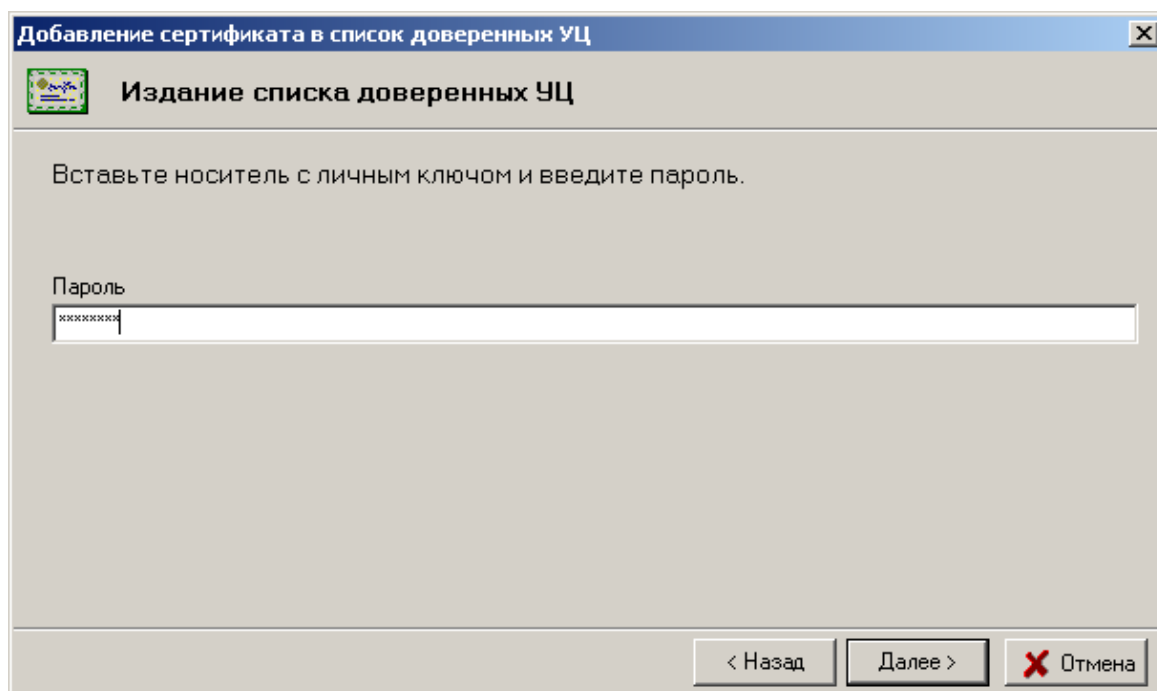 Добавление сертификата в список доверенных УЦ
Издание списка доверенных УЦ
Вставьте носитель с личным ключом и введите пароль.
Пароль
********
< Назад
Далее >
Отмена